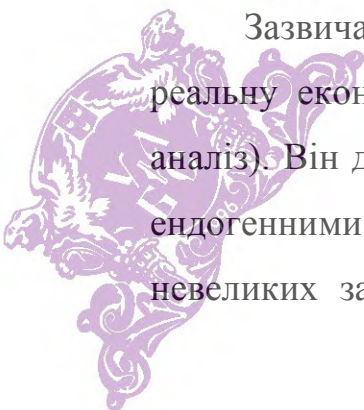 Зазвича
реальну екон
аналіз). Він д
ендогенними
невеликих за